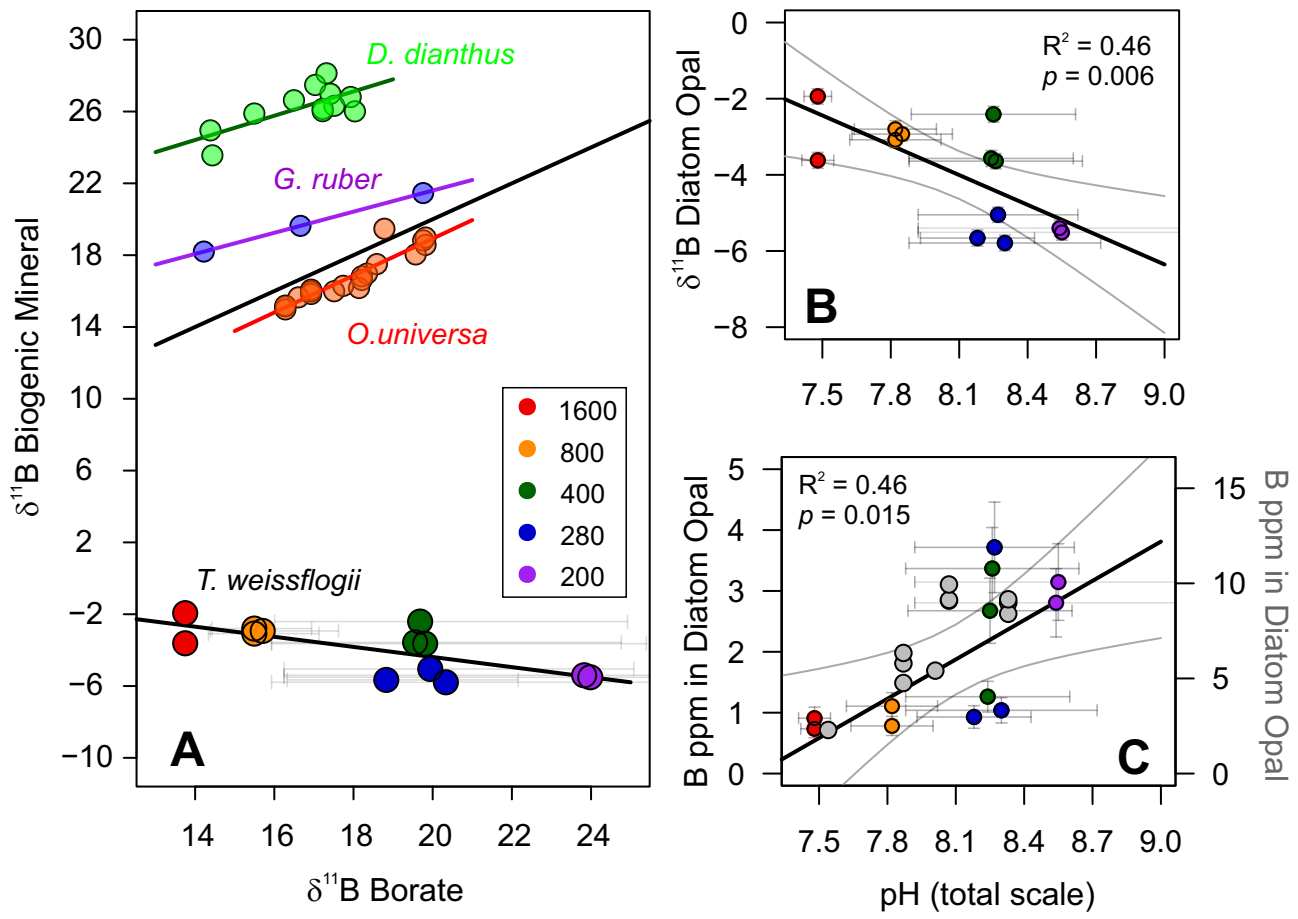 δ¹¹B Biogenic Mineral
30
26
22
18
14
10
6
2
−2
−6
−10
D. dianthus
G. ruber
O.universa
1600
800
400
280
200
T. weissflogii
A
14
16
18
20
22
24
δ¹¹B Borate
δ¹¹B Diatom Opal
0
−2
−4
−6
−8
R² = 0.46
p = 0.006
B
7.5
7.8
8.1
8.4
8.7
9.0
B ppm in Diatom Opal
5
4
3
2
1
0
R² = 0.46
p = 0.015
C
15
10
5
0
B ppm in Diatom Opal
7.5
7.8
8.1
8.4
8.7
9.0
pH (total scale)